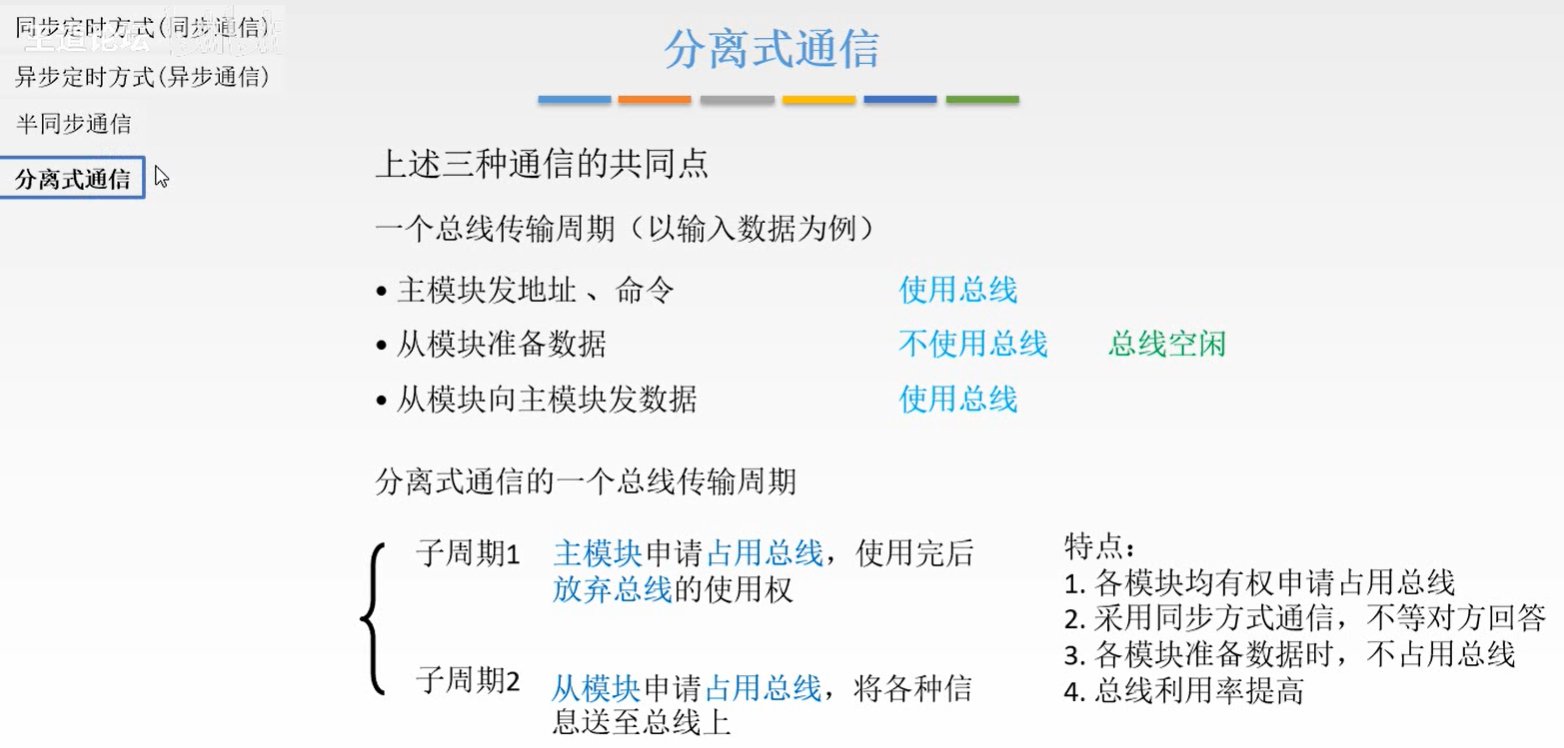 同步定时方式(同步通信)
王道论坛
异步定时方式(异步通信)
半同步通信
分离式通信
分离式通信
上述三种通信的共同点
一个总线传输周期（以输入数据为例）
• 主模块发地址 、命令 使用总线
• 从模块准备数据 不使用总线 总线空闲
• 从模块向主模块发数据 使用总线
分离式通信的一个总线传输周期
子周期1 主模块申请占用总线，使用完后
放弃总线的使用权
子周期2 从模块申请占用总线，将各种信
息送至总线上
特点：
1. 各模块均有权申请占用总线
2. 采用同步方式通信，不等对方回答
3. 各模块准备数据时，不占用总线
4. 总线利用率提高